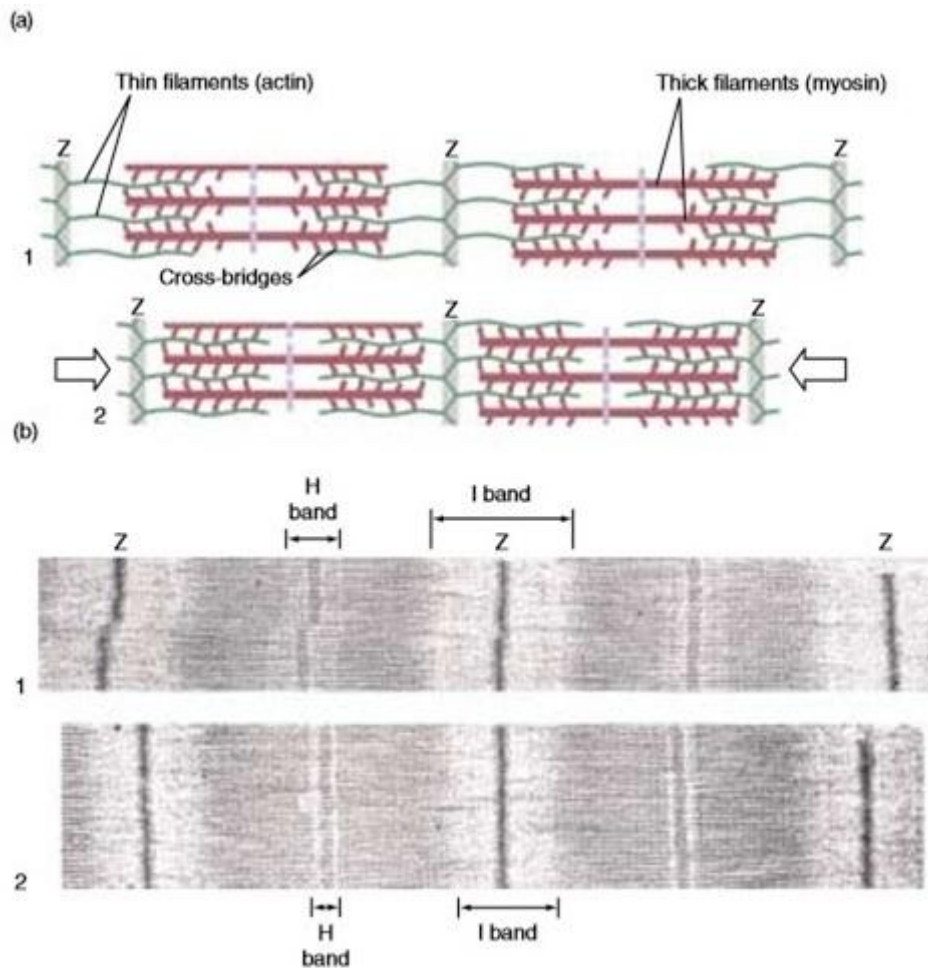 (a)
Thin filaments (actin)
Thick filaments (myosin)
Z Z Z
1
Cross-bridges
Z Z Z
2
(b)
H
band
I band
Z Z Z
1
2
H
band
I band